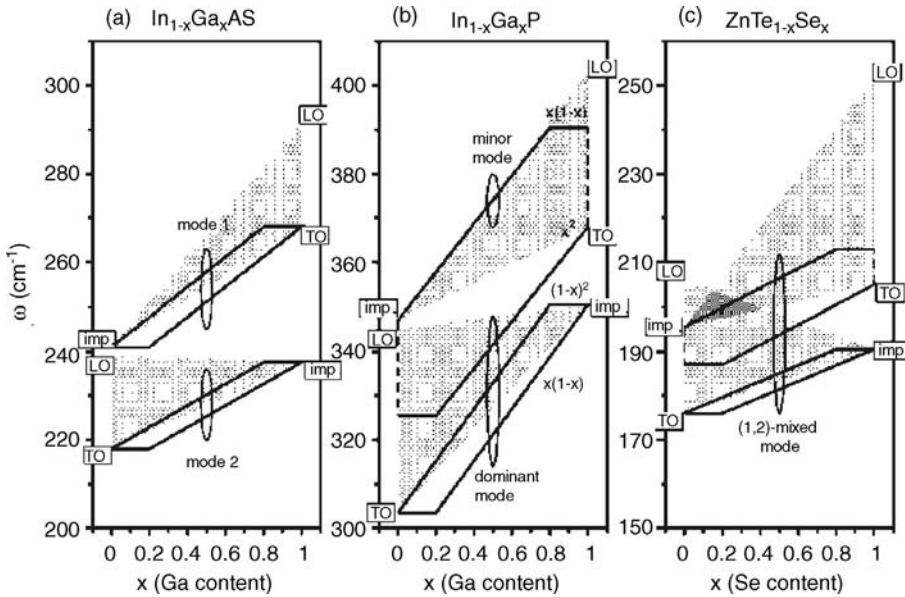 (a) In1-xGaxAS
(b) In1-xGaxP
(c) ZnTe1-xSex
ω (cm-1)
310
300
280
260
240
220
200
LO
TO
imp
LO
TO
imp
mode 1
mode 2
0 0.2 0.4 0.6 0.8 1
x (Ga content)
400
380
360
340
320
300
LO
x(1-x)
minor
mode
x2
TO
imp
LO
(1-x)2
imp
x(1-x)
TO
dominant
mode
0 0.2 0.4 0.6 0.8 1
x (Ga content)
250
230
210
190
170
150
LO
LO
TO
imp
imp
TO
(1,2)-mixed
mode
0 0.2 0.4 0.6 0.8 1
x (Se content)